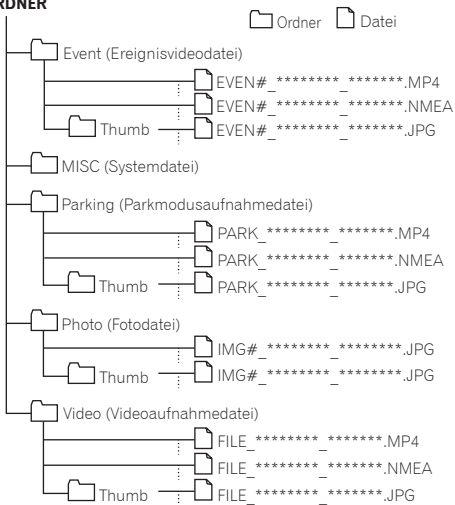 Ordner Datei
Event (Ereignisvideodatei)
EVEN#_********_*******.MP4
EVEN#_********_*******.NMEA
Thumb EVEN#_********_*******.JPG
MISC (Systemdatei)
Parking (Parkmodusaufnahmedatei)
PARK_********_*******.MP4
PARK_********_*******.NMEA
Thumb PARK_********_*******.JPG
Photo (Fotodatei)
IMG#_********_*******.JPG
Thumb IMG#_********_*******.JPG
Video (Videoaufnahmedatei)
FILE_********_*******.MP4
FILE_********_*******.NMEA
Thumb FILE_********_*******.JPG